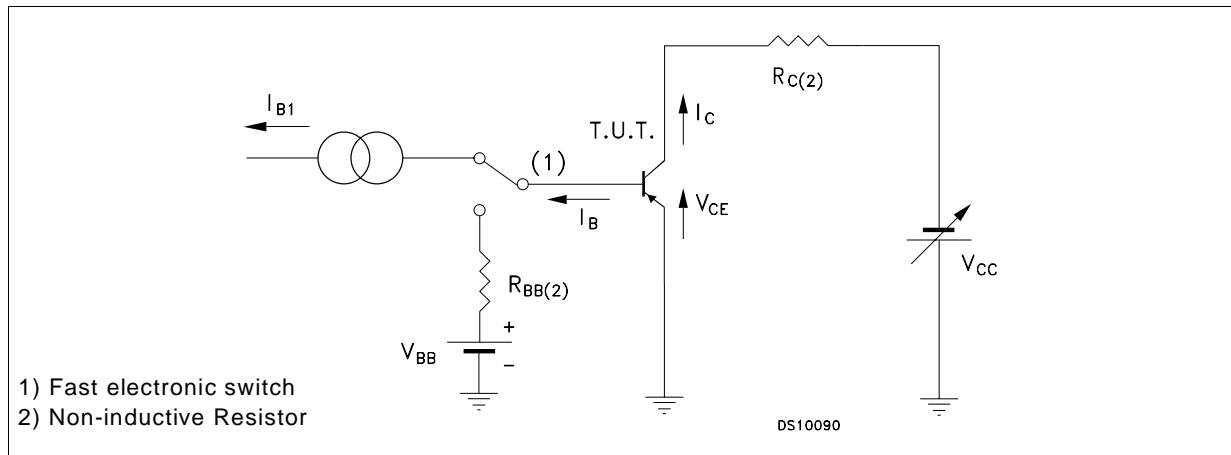 I_B1
T.U.T.
I_C
R_C(2)
(1)
I_B
V_CE
V_CC
R_BB(2)
V_BB
+
−
1) Fast electronic switch
2) Non-inductive Resistor
DS10090